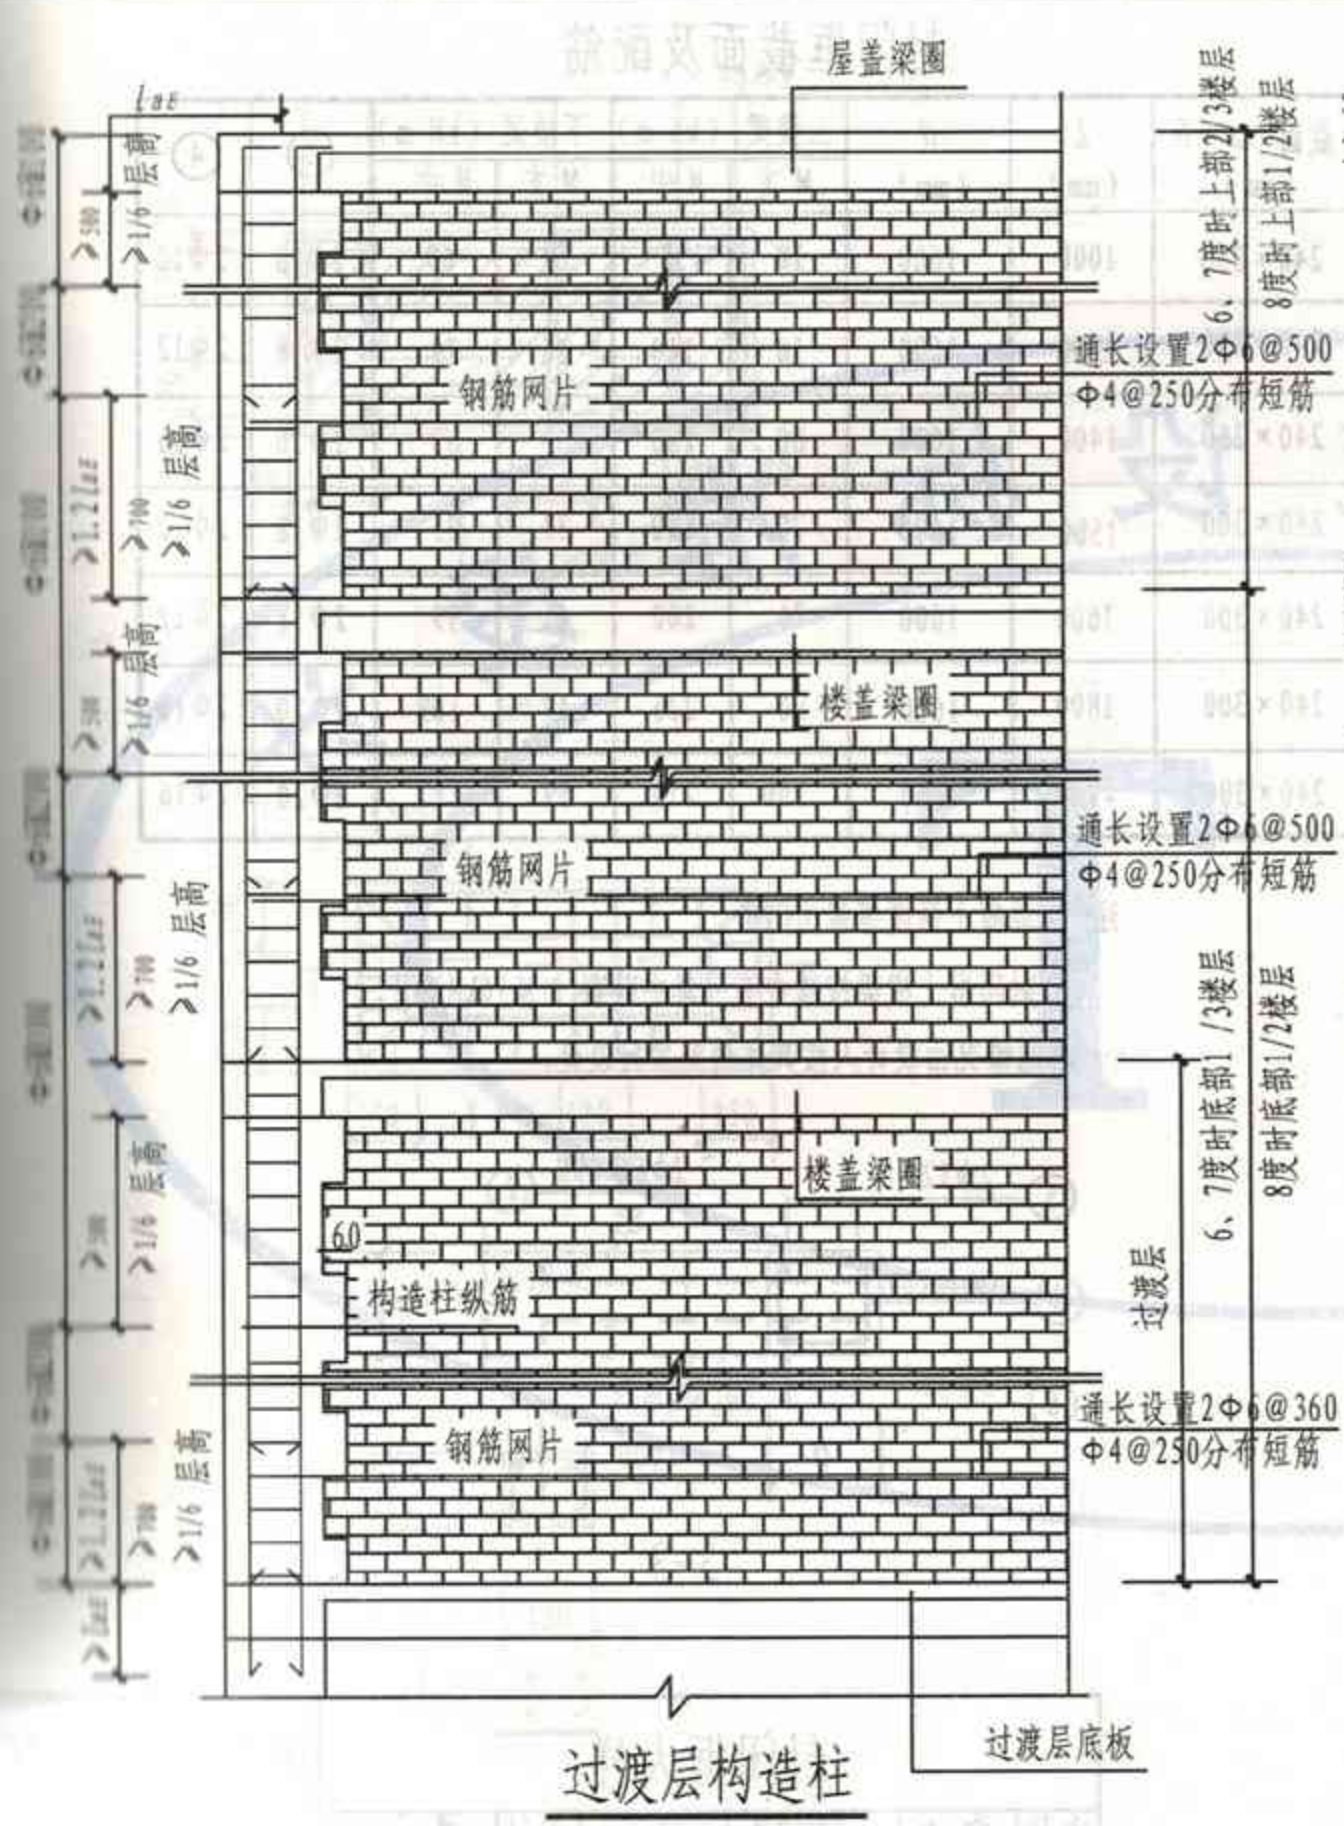 屋盖梁圈
laE
≥500
≥1/6 层高
6、7度时上部2/3楼层
8度时上部1/2楼层
通长设置2Φ6@500
Φ4@250分布短筋
钢筋网片
≥1.2laE
≥700
≥1/6 层高
≥500
≥1/6 层高
楼盖梁圈
通长设置2Φ6@500
Φ4@250分布短筋
钢筋网片
≥1.2laE
≥700
≥1/6 层高
6、7度时底部1/3楼层
8度时底部1/2楼层
楼盖梁圈
≥1/6 层高
60
构造柱纵筋
过渡层
通长设置2Φ6@360
Φ4@250分布短筋
钢筋网片
≥1.2laE
≥700
≥1/6 层高
≥laE
过渡层底板
过渡层构造柱